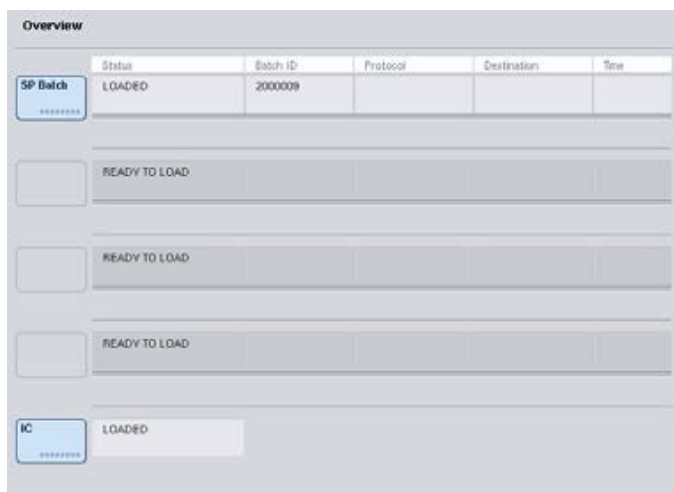 Overview
Status Batch ID Protocol Destination Time
SP Batch LOADED 2000009
READY TO LOAD
READY TO LOAD
READY TO LOAD
IC LOADED